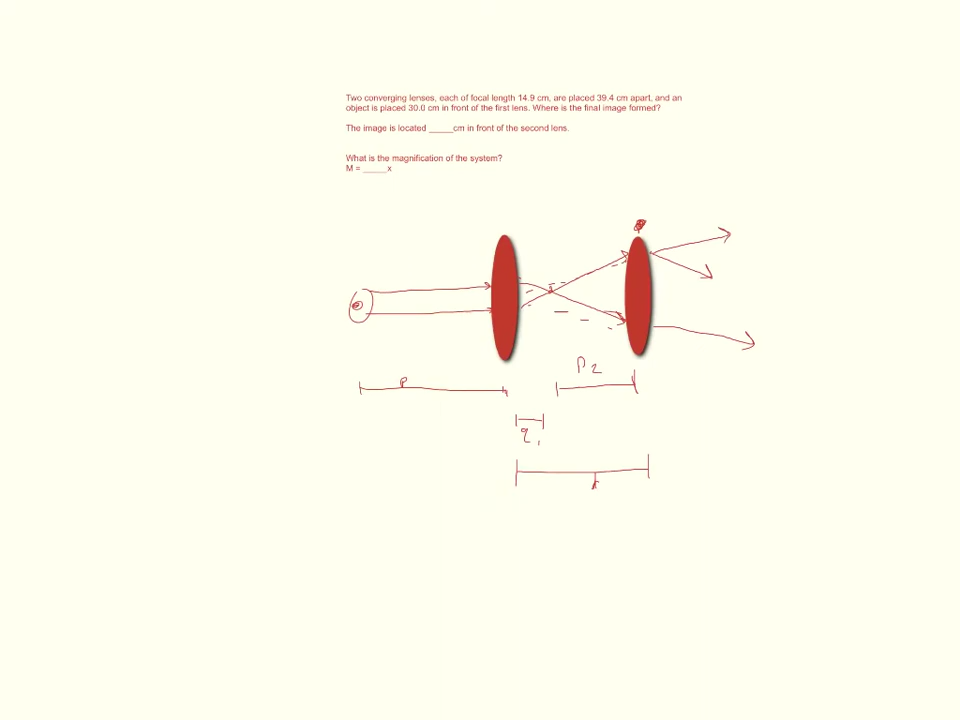 Two converging lenses, each of focal length 14.9 cm, are placed 39.4 cm apart, and an
object is placed 30.0 cm in front of the first lens. Where is the final image formed?
The image is located _____cm in front of the second lens.
What is the magnification of the system?
M = _____x
P
P2
q1